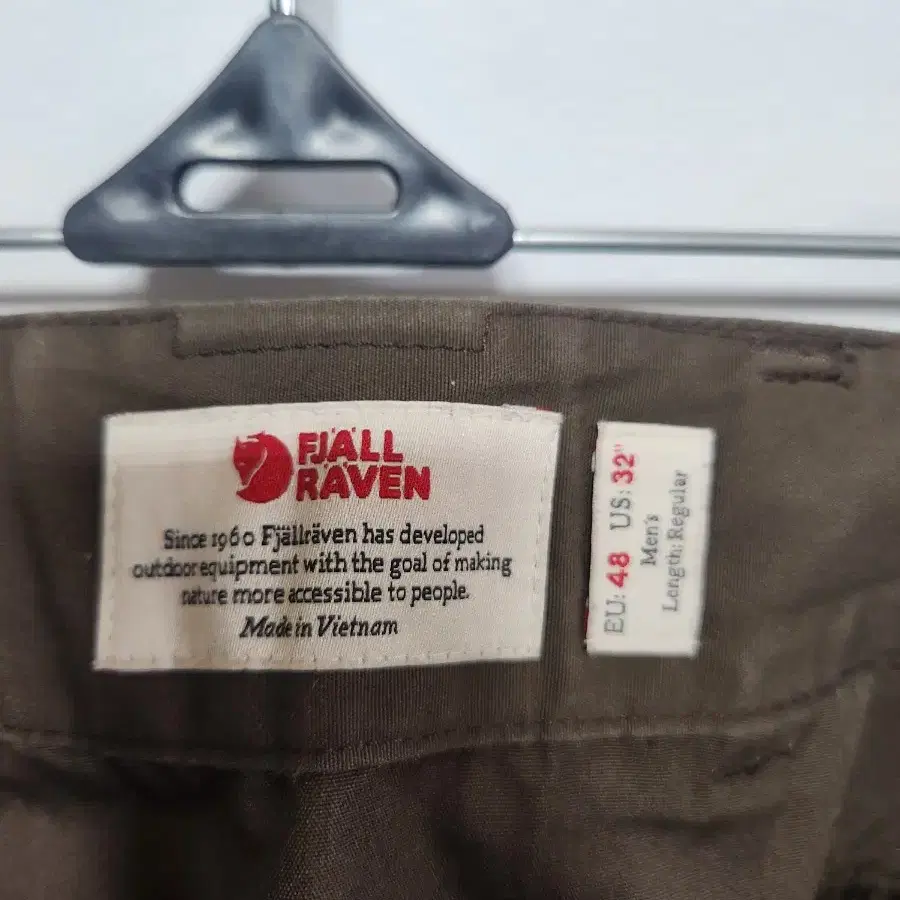 FJÄLL
RÄVEN
Since 1960 Fjällräven has developed
outdoor equipment with the goal of making
nature more accessible to people.
Made in Vietnam
EU: 48 US: 32"
Men's
Length: Regular